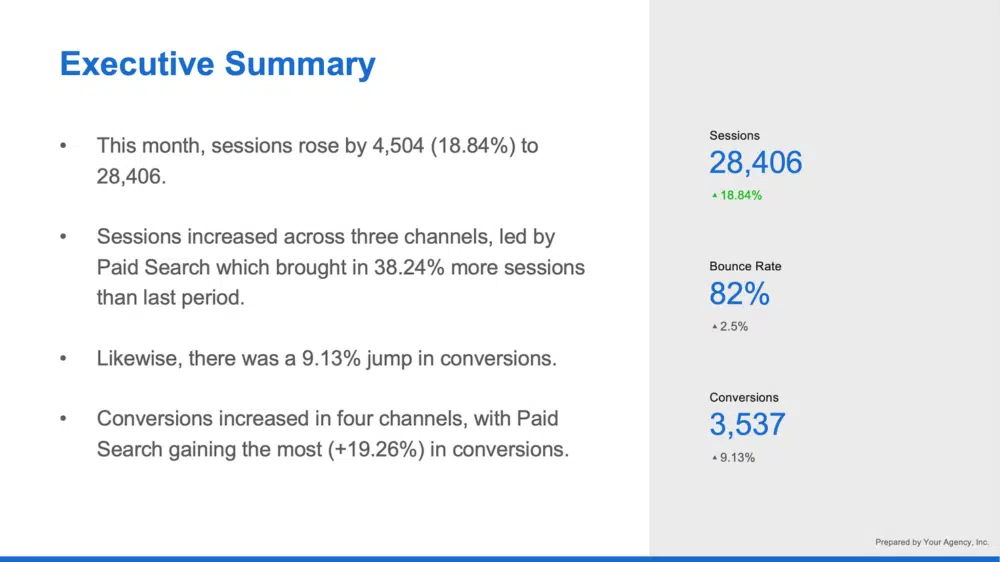 Executive Summary
• This month, sessions rose by 4,504 (18.84%) to
28,406.
• Sessions increased across three channels, led by
Paid Search which brought in 38.24% more sessions
than last period.
• Likewise, there was a 9.13% jump in conversions.
• Conversions increased in four channels, with Paid
Search gaining the most (+19.26%) in conversions.
Sessions
28,406
▲ 18.84%
Bounce Rate
82%
▲ 2.5%
Conversions
3,537
▲ 9.13%
Prepared by Your Agency, Inc.